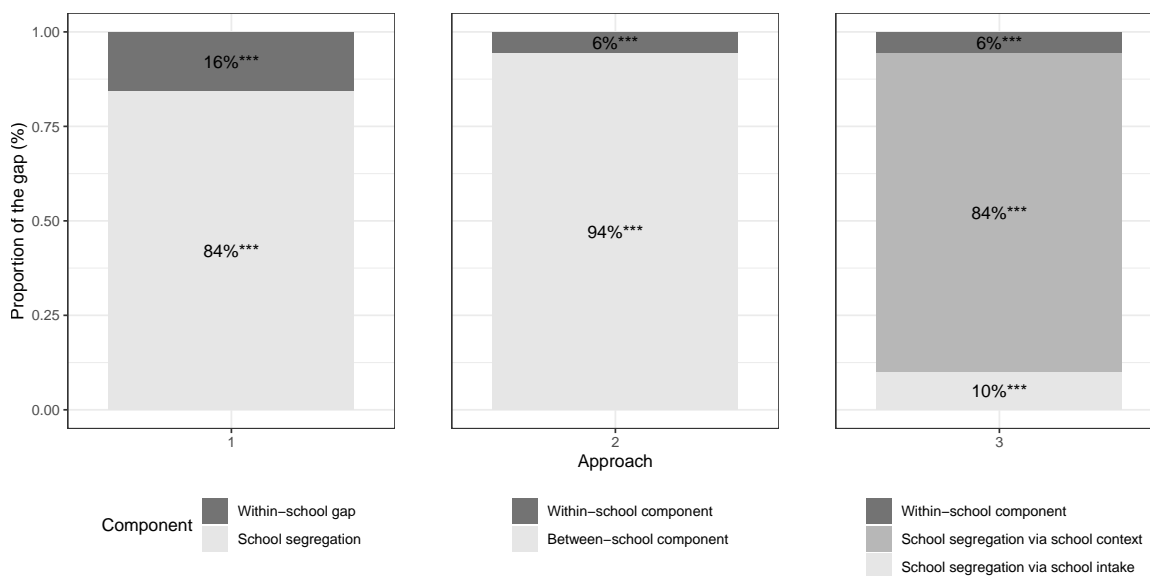 Proportion of the gap (%)
1.00
0.75
0.50
0.25
0.00
16%***
84%***
1
6%***
94%***
2
6%***
84%***
10%***
3
Approach
Component
Within−school gap
School segregation
Within−school component
Between−school component
Within−school component
School segregation via school context
School segregation via school intake